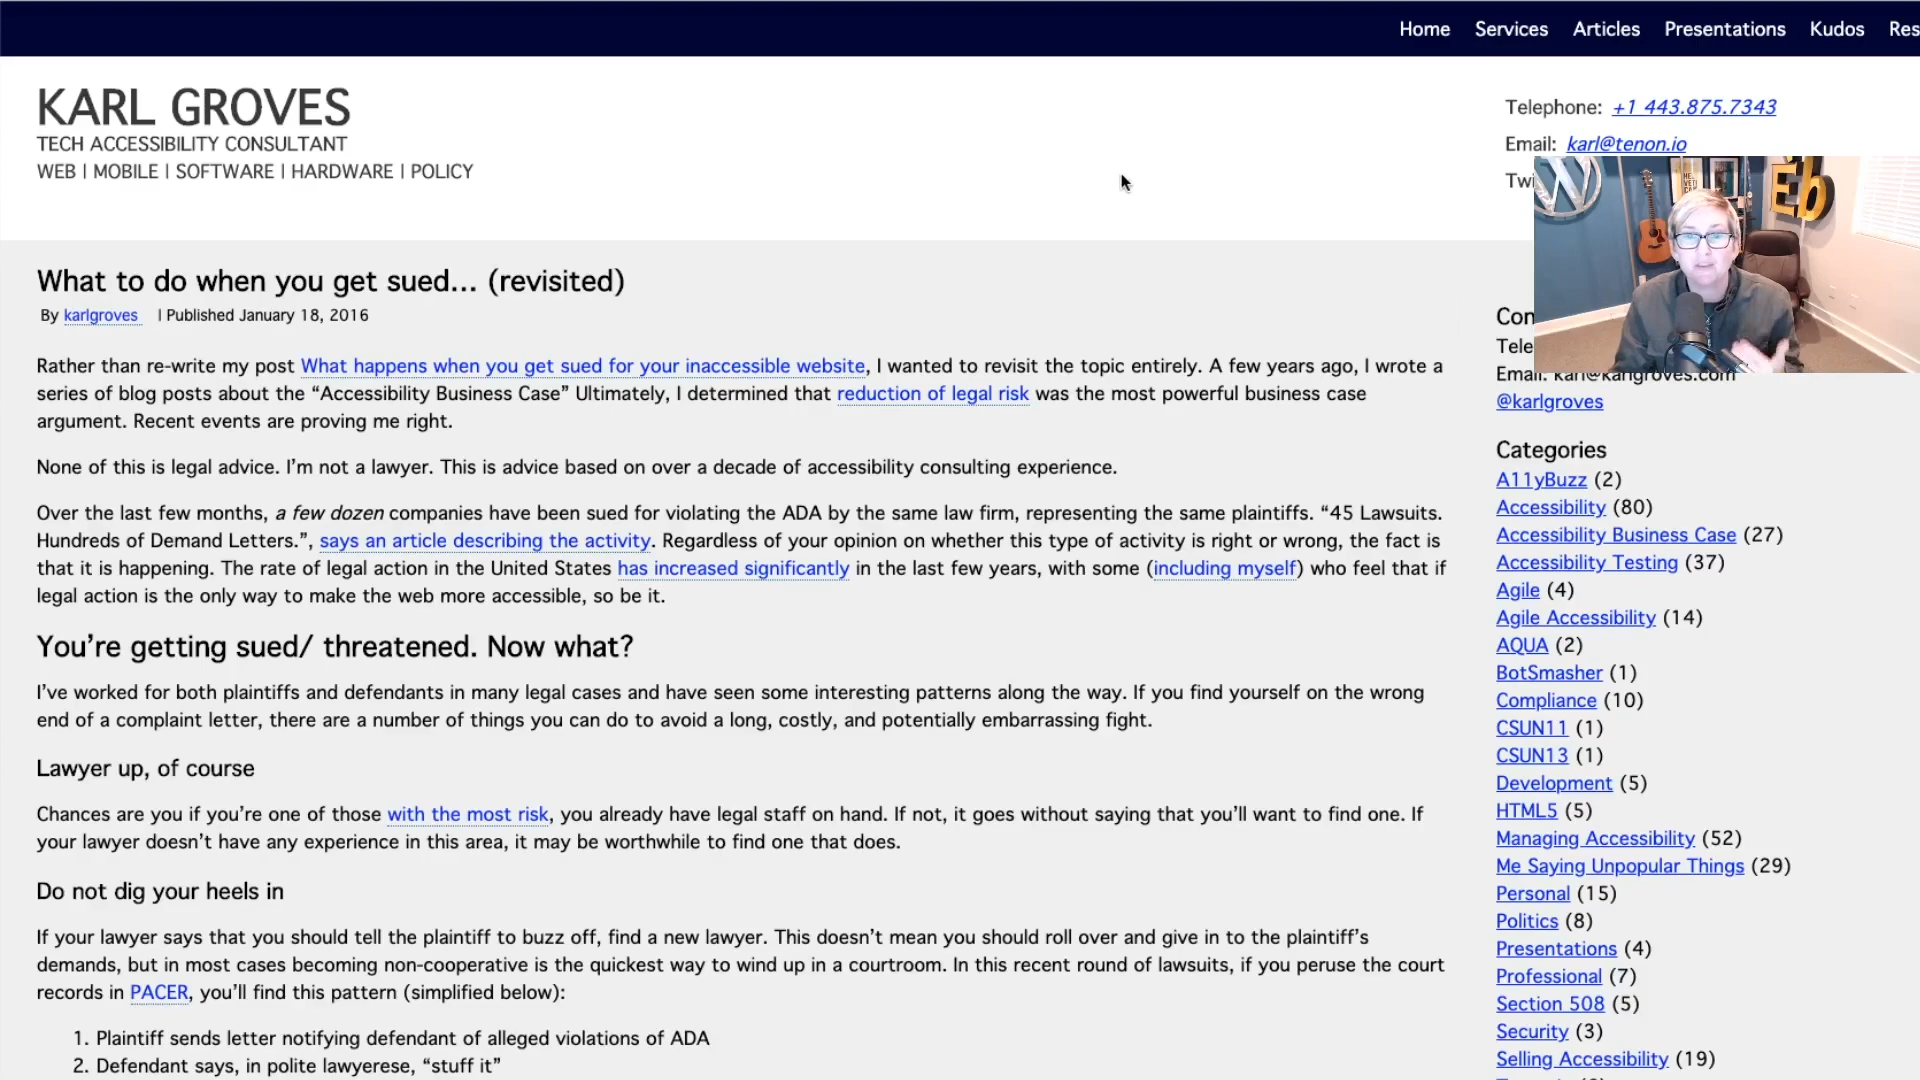 Home Services Articles Presentations Kudos Res
KARL GROVES
TECH ACCESSIBILITY CONSULTANT
WEB | MOBILE | SOFTWARE | HARDWARE | POLICY
Telephone: +1 443.875.7343
Email: karl@tenon.io
Twi
Eb
What to do when you get sued… (revisited)
By karlgroves | Published January 18, 2016
Rather than re-write my post What happens when you get sued for your inaccessible website, I wanted to revisit the topic entirely. A few years ago, I wrote a
series of blog posts about the “Accessibility Business Case” Ultimately, I determined that reduction of legal risk was the most powerful business case
argument. Recent events are proving me right.
None of this is legal advice. I’m not a lawyer. This is advice based on over a decade of accessibility consulting experience.
Over the last few months, a few dozen companies have been sued for violating the ADA by the same law firm, representing the same plaintiffs. “45 Lawsuits.
Hundreds of Demand Letters.”, says an article describing the activity. Regardless of your opinion on whether this type of activity is right or wrong, the fact is
that it is happening. The rate of legal action in the United States has increased significantly in the last few years, with some (including myself) who feel that if
legal action is the only way to make the web more accessible, so be it.
You’re getting sued/ threatened. Now what?
I’ve worked for both plaintiffs and defendants in many legal cases and have seen some interesting patterns along the way. If you find yourself on the wrong
end of a complaint letter, there are a number of things you can do to avoid a long, costly, and potentially embarrassing fight.
Lawyer up, of course
Chances are you if you’re one of those with the most risk, you already have legal staff on hand. If not, it goes without saying that you’ll want to find one. If
your lawyer doesn’t have any experience in this area, it may be worthwhile to find one that does.
Do not dig your heels in
If your lawyer says that you should tell the plaintiff to buzz off, find a new lawyer. This doesn’t mean you should roll over and give in to the plaintiff’s
demands, but in most cases becoming non-cooperative is the quickest way to wind up in a courtroom. In this recent round of lawsuits, if you peruse the court
records in PACER, you’ll find this pattern (simplified below):
1. Plaintiff sends letter notifying defendant of alleged violations of ADA
2. Defendant says, in polite lawyerese, “stuff it”
Con
Tele
Email: karl@karlgroves.com
@karlgroves
Categories
A11yBuzz (2)
Accessibility (80)
Accessibility Business Case (27)
Accessibility Testing (37)
Agile (4)
Agile Accessibility (14)
AQUA (2)
BotSmasher (1)
Compliance (10)
CSUN11 (1)
CSUN13 (1)
Development (5)
HTML5 (5)
Managing Accessibility (52)
Me Saying Unpopular Things (29)
Personal (15)
Politics (8)
Presentations (4)
Professional (7)
Section 508 (5)
Security (3)
Selling Accessibility (19)